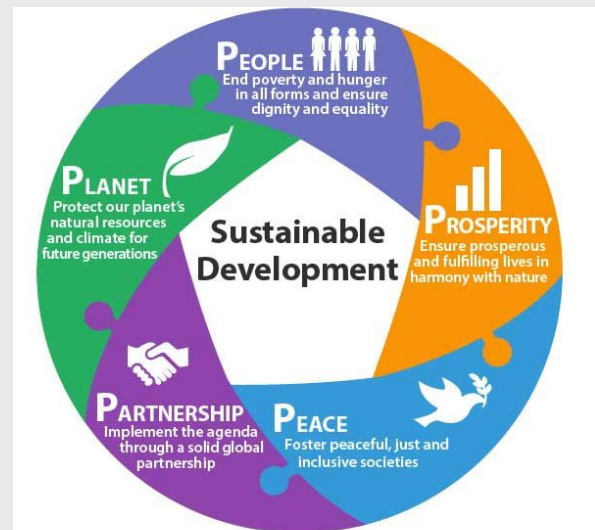 PEOPLE
End poverty and hunger
in all forms and ensure
dignity and equality
PROSPERITY
Ensure prosperous
and fulfilling lives in
harmony with nature
PEACE
Foster peaceful, just and
inclusive societies
PARTNERSHIP
Implement the agenda
through a solid global
partnership
PLANET
Protect our planet’s
natural resources
and climate for
future generations
Sustainable
Development